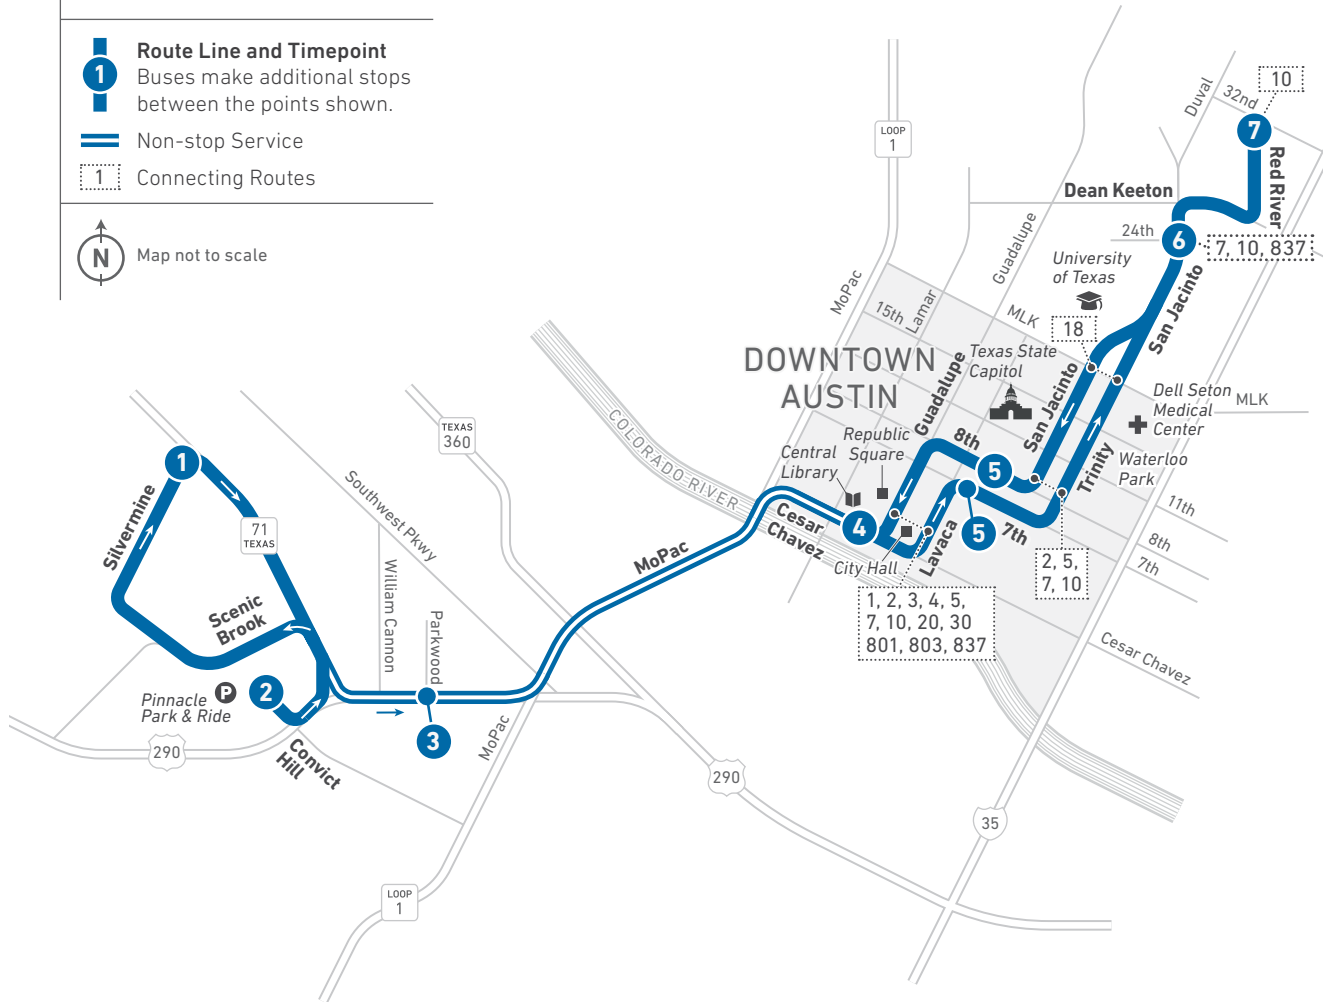 Route Line and Timepoint
1
Buses make additional stops
between the points shown.
Non-stop Service
1
Connecting Routes
N
Map not to scale
10
32nd
Duval
7
Red River
LOOP
1
Dean Keeton
24th
6
7, 10, 837
Guadalupe
University
of Texas
San Jacinto
MoPac
Lamar
15th
MLK
18
DOWNTOWN
AUSTIN
Guadalupe
Texas State
Capitol
San Jacinto
Dell Seton
Medical
Center
MLK
TEXAS
360
COLORADO RIVER
Republic
Square
8th
Central
Library
5
Trinity
Waterloo
Park
11th
1
Silvermine
71
TEXAS
Southwest Pkwy
Cesar
Chavez
4
5
7th
Lavaca
City Hall
8th
7th
2, 5,
7, 10
MoPac
William Cannon
Parkwood
Scenic
Brook
1, 2, 3, 4, 5,
7, 10, 20, 30
801, 803, 837
Cesar Chavez
Pinnacle
Park & Ride
P
2
3
MoPac
290
Convict
Hill
290
35
LOOP
1